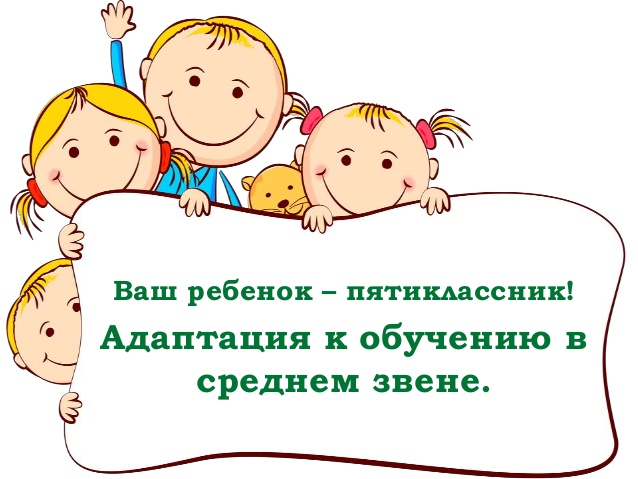 Ваш ребенок – пятиклассник!
Адаптация к обучению в
среднем звене.